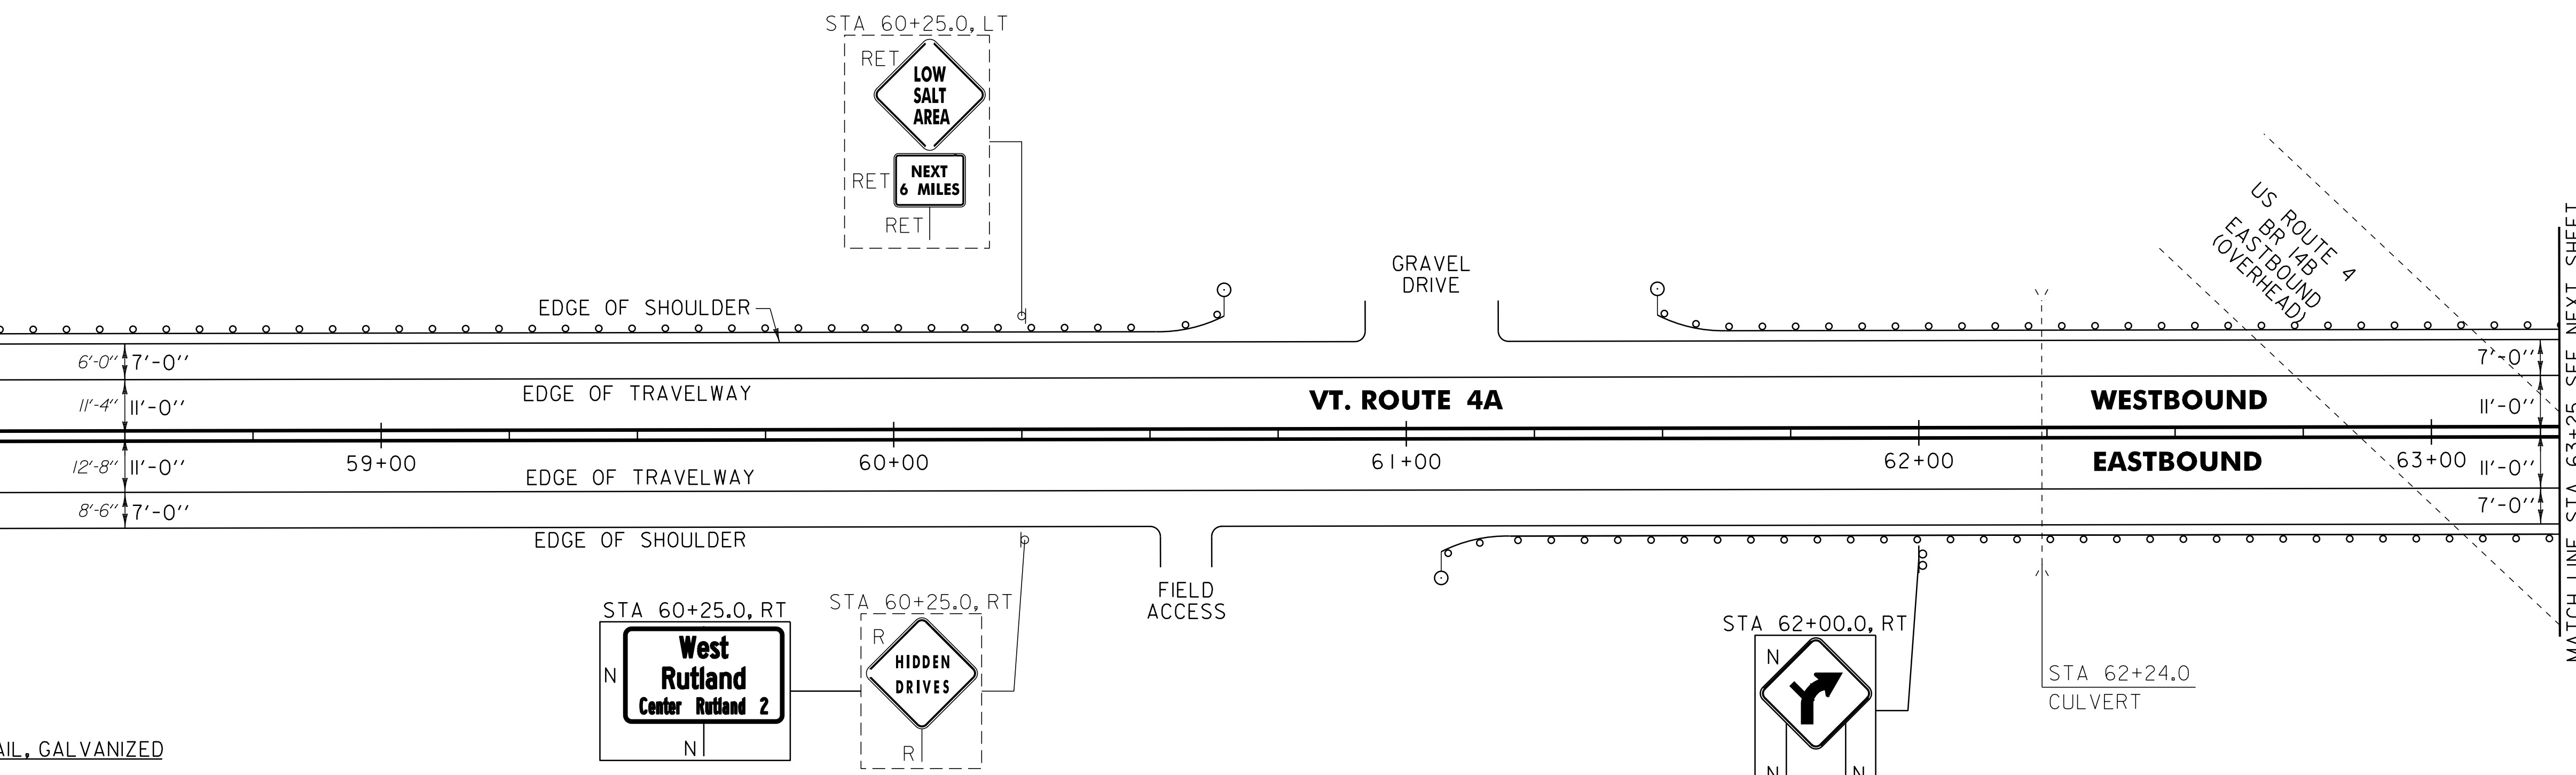 STA 60+25.0, LT
RET
LOW
SALT
AREA
RET
NEXT
6 MILES
RET
GRAVEL
DRIVE
US ROUTE 4
BR 14B
EASTBOUND
(OVERHEAD)
EDGE OF SHOULDER
6'-0'' 7'-0''
7'-0''
EDGE OF TRAVELWAY
11'-4'' 11'-0''
VT. ROUTE 4A
WESTBOUND
11'-0''
59+00
60+00
61+00
62+00
63+00
12'-8'' 11'-0''
EDGE OF TRAVELWAY
EASTBOUND
11'-0''
8'-6'' 7'-0''
7'-0''
EDGE OF SHOULDER
MATCH LINE STA 63+25 SEE NEXT SHEET
FIELD
ACCESS
STA 60+25.0, RT
N
West
Rutland
Center Rutland 2
N
STA 60+25.0, RT
R
HIDDEN
DRIVES
R
STA 62+00.0, RT
N
N
N
STA 62+24.0
CULVERT
AIL, GALVANIZED